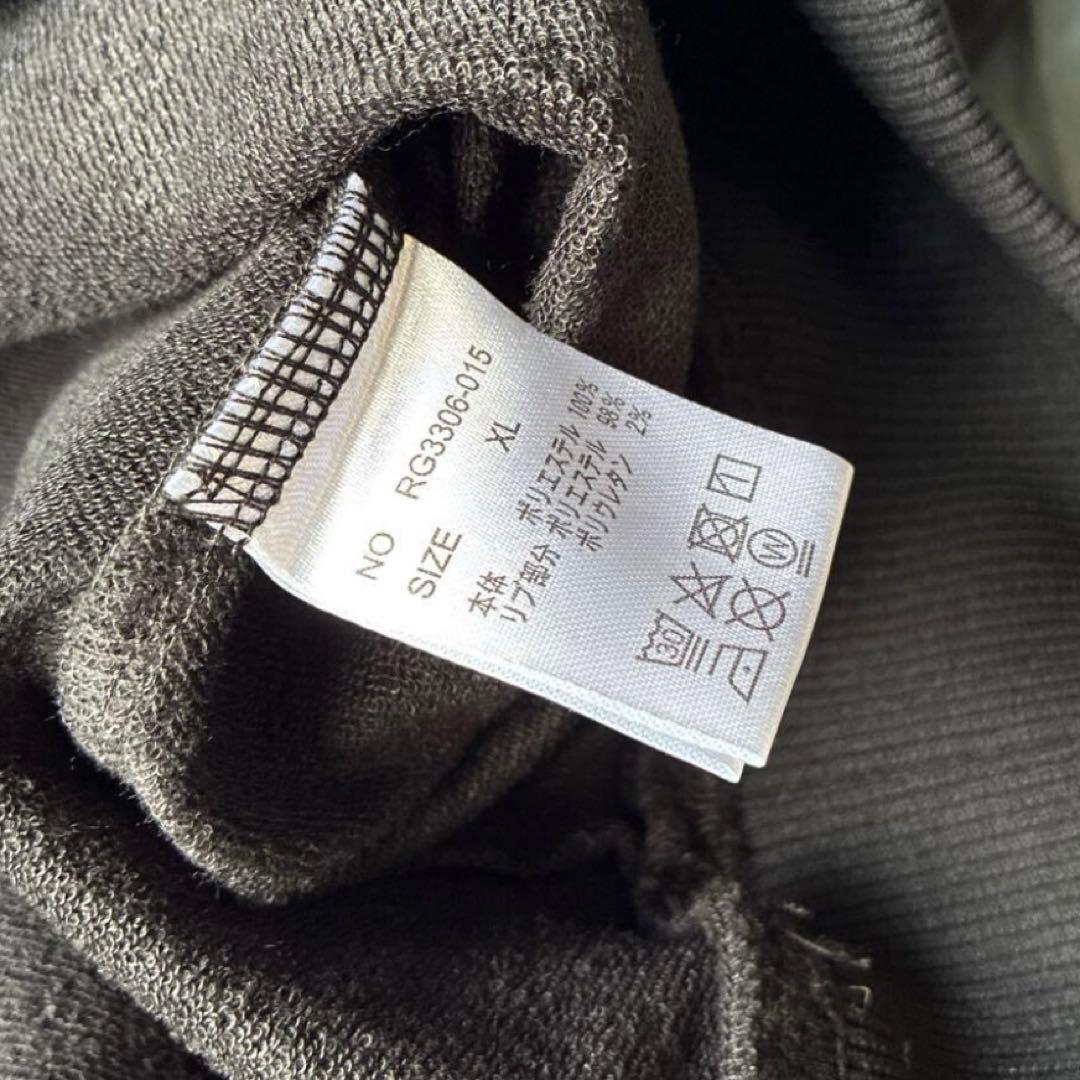 NO RG3306-015
SIZE XL
本体 ポリエステル 100%
リブ部分 ポリエステル 98%
ポリウレタン 2%
30
W